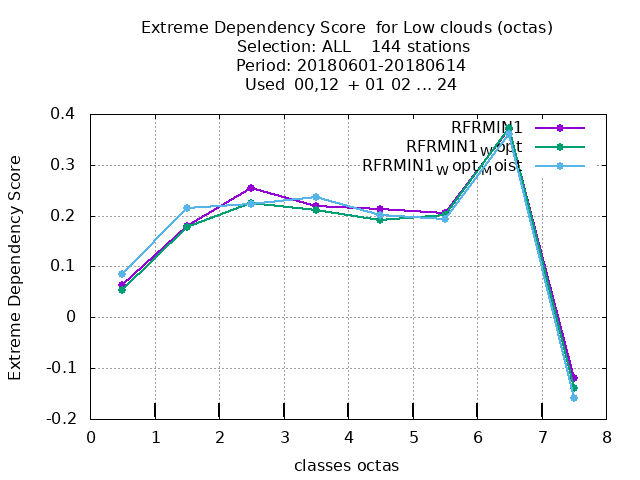 Extreme Dependency Score  for Low clouds (octas)
Selection: ALL    144 stations
Period: 20180601-20180614
Used  00,12  + 01 02 ... 24
RFRMIN1
RFRMIN1Wopt
RFRMIN1WoptMoist
Extreme Dependency Score
0.4
0.3
0.2
0.1
0
-0.1
-0.2
0 1 2 3 4 5 6 7 8
classes octas